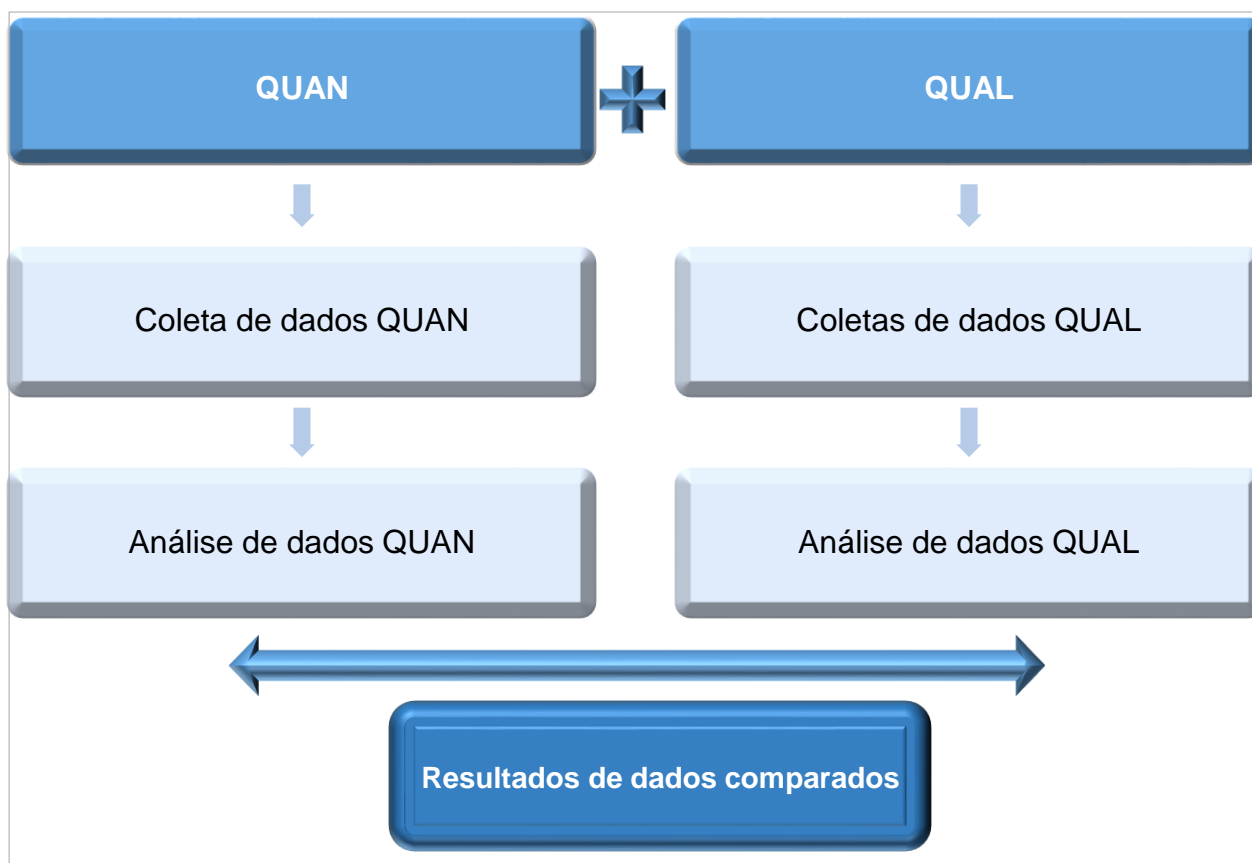 QUAN
QUAL
Coleta de dados QUAN
Coletas de dados QUAL
Análise de dados QUAN
Análise de dados QUAL
Resultados de dados comparados